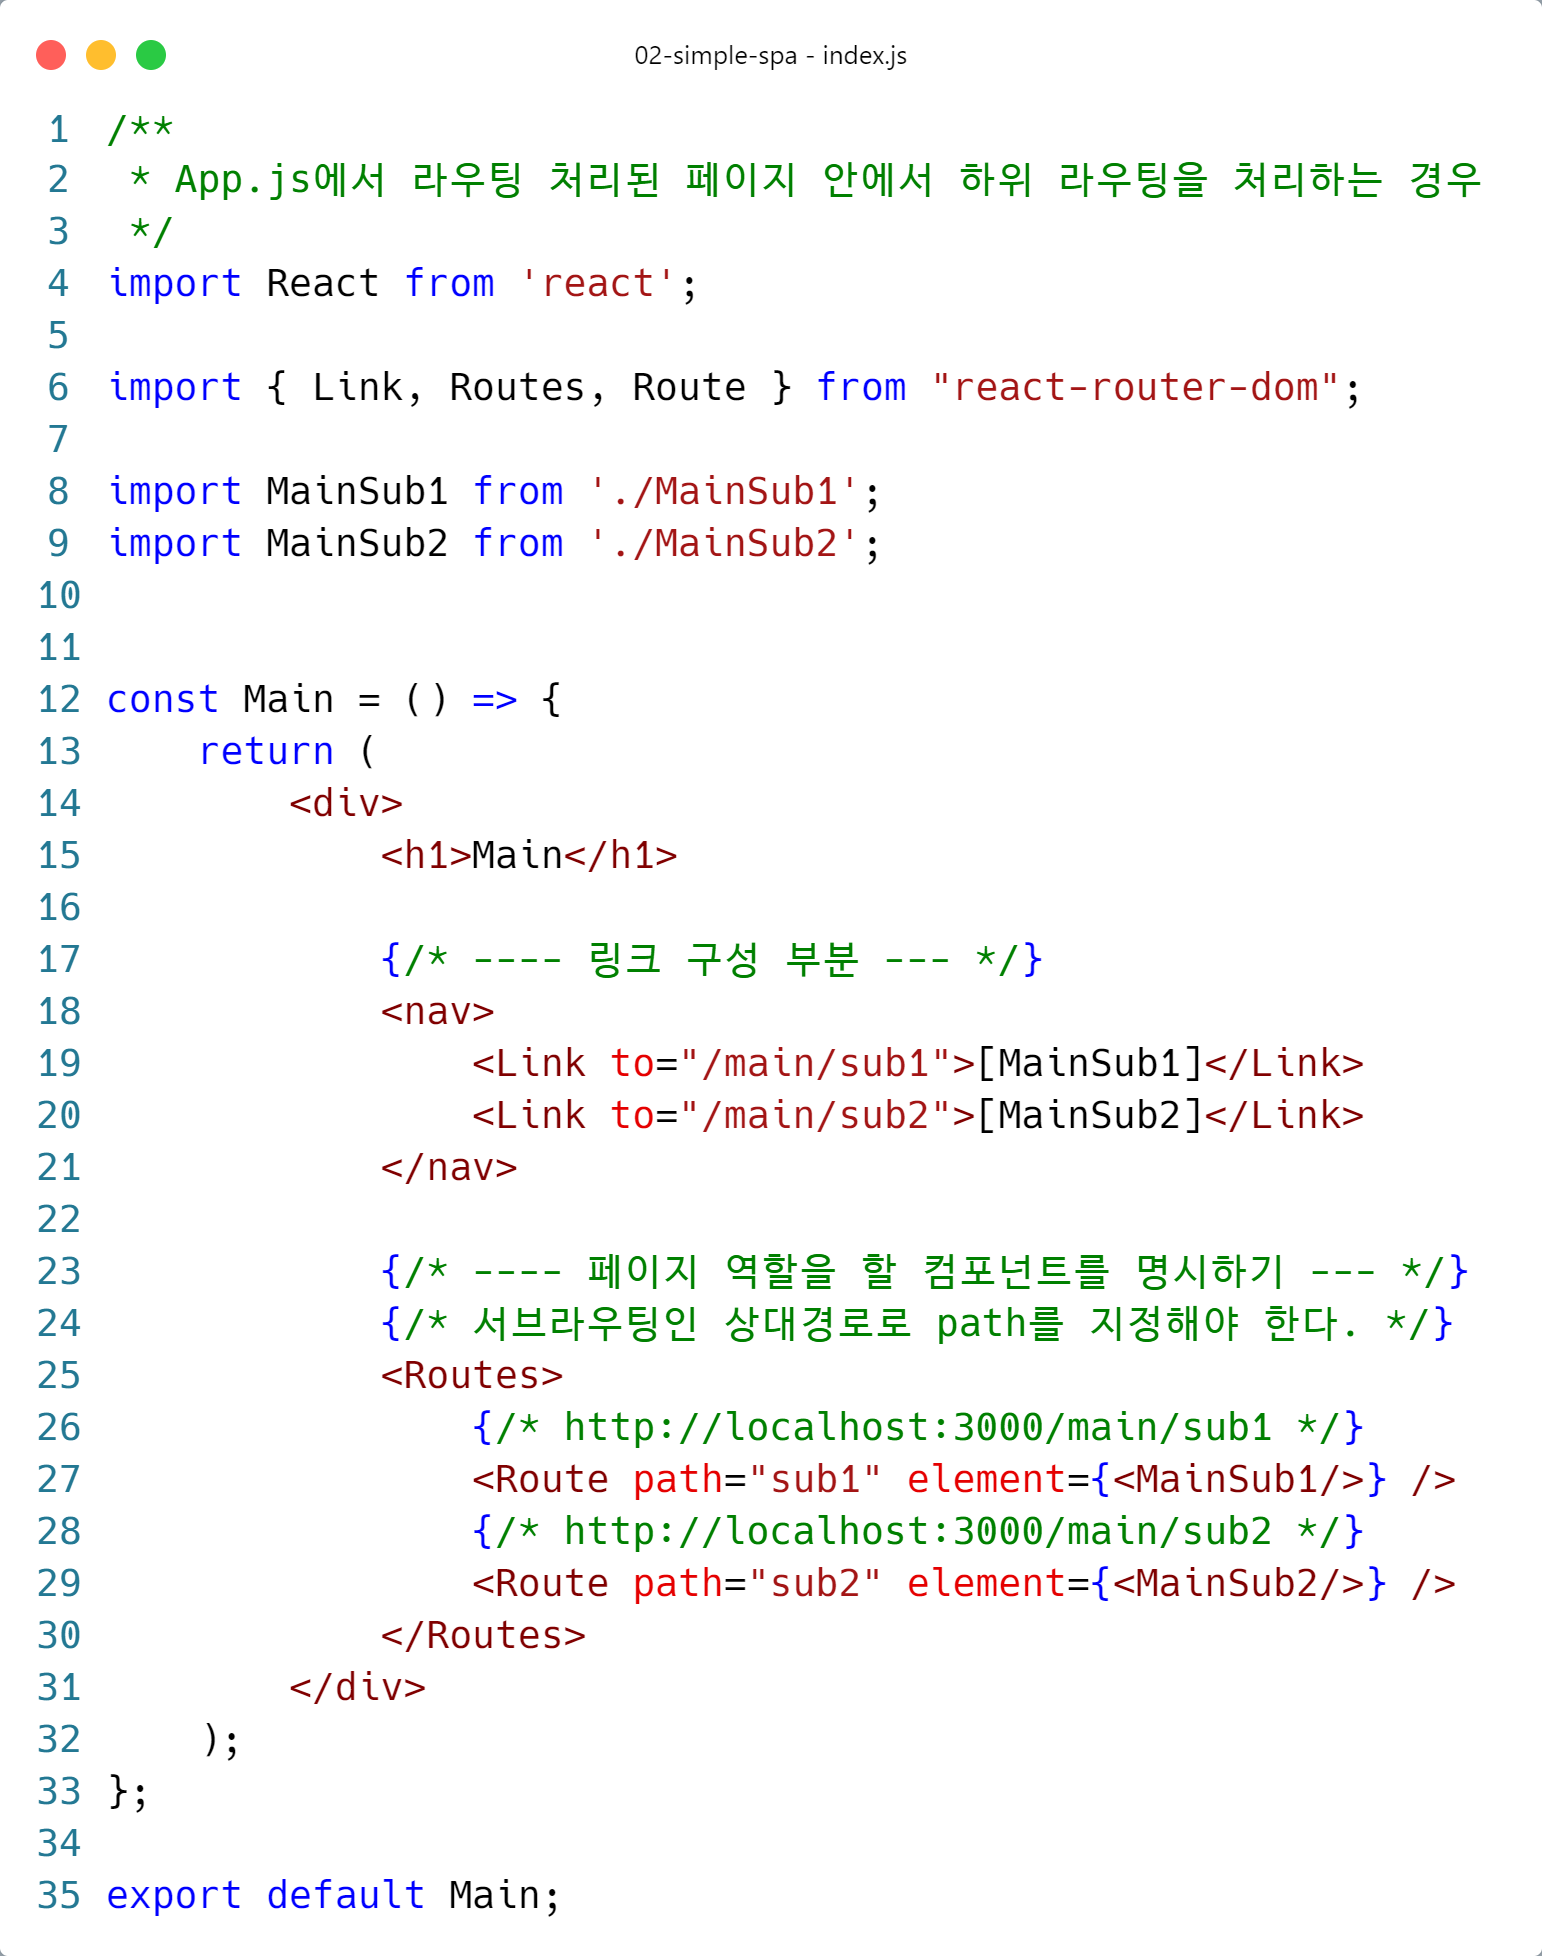 02-simple-spa - index.js
1 /**
2  * App.js에서 라우팅 처리된 페이지 안에서 하위 라우팅을 처리하는 경우
3  */
4 import React from 'react';
5
6 import { Link, Routes, Route } from "react-router-dom";
7
8 import MainSub1 from './MainSub1';
9 import MainSub2 from './MainSub2';
10
11
12 const Main = () => {
13     return (
14         <div>
15             <h1>Main</h1>
16
17             {/* ---- 링크 구성 부분 --- */}
18             <nav>
19                 <Link to="/main/sub1">[MainSub1]</Link>
20                 <Link to="/main/sub2">[MainSub2]</Link>
21             </nav>
22
23             {/* ---- 페이지 역할을 할 컴포넌트를 명시하기 --- */}
24             {/* 서브라우팅인 상대경로로 path를 지정해야 한다. */}
25             <Routes>
26                 {/* http://localhost:3000/main/sub1 */}
27                 <Route path="sub1" element={<MainSub1/>} />
28                 {/* http://localhost:3000/main/sub2 */}
29                 <Route path="sub2" element={<MainSub2/>} />
30             </Routes>
31         </div>
32     );
33 };
34
35 export default Main;